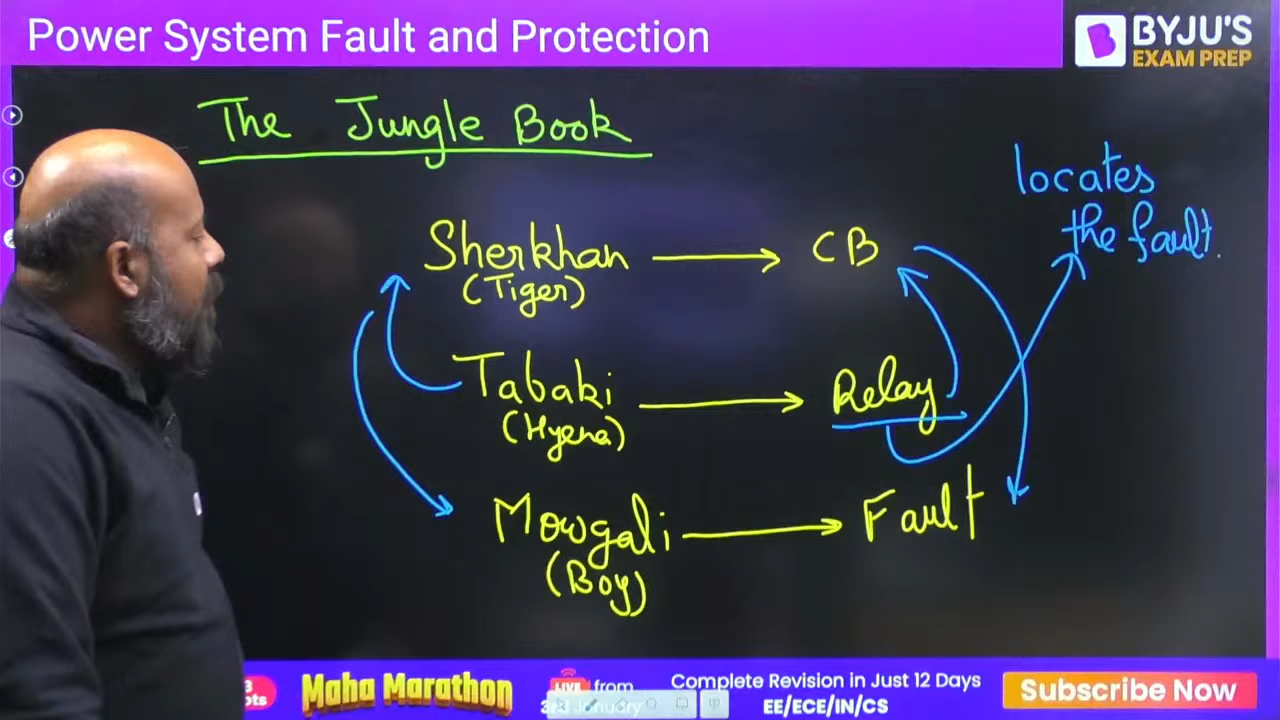 Power System Fault and Protection
BYJU'S
EXAM PREP
The Jungle Book
locates
the fault.
Sherkhan → CB
(Tiger)
Tabaki → Relay
(Hyena)
Mowgali → Fault
(Boy)
Maha Marathon
LIVE from
3rd January
Complete Revision in Just 12 Days
EE/ECE/IN/CS
Subscribe Now